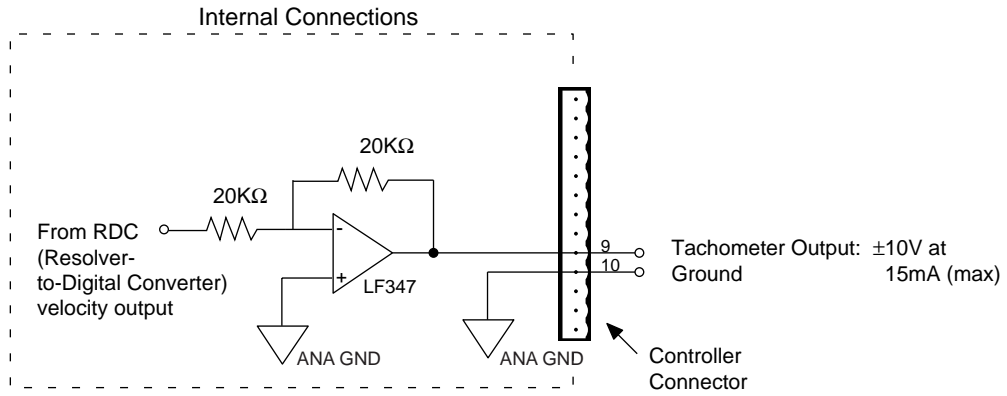 Internal Connections
20KΩ
20KΩ
From RDC
(Resolver-
to-Digital Converter)
velocity output
-
+
LF347
ANA GND
ANA GND
9
10
Tachometer Output: ±10V at
Ground 15mA (max)
Controller
Connector